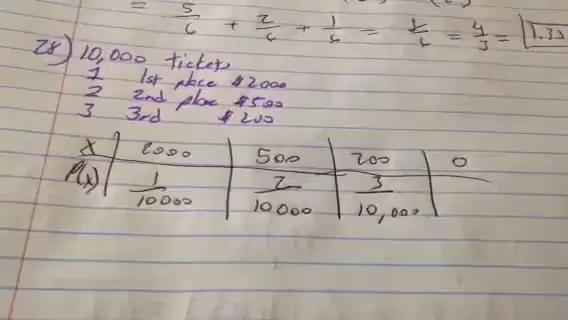 = 5/6 + 2/6 + 1/6 = 8/6 = 4/3 = 1.33
28) 10,000 tickets
1 1st place $2000
2 2nd place $500
3 3rd $200
X 2000 500 200 0
P(x) 1/10000 2/10000 3/10,000